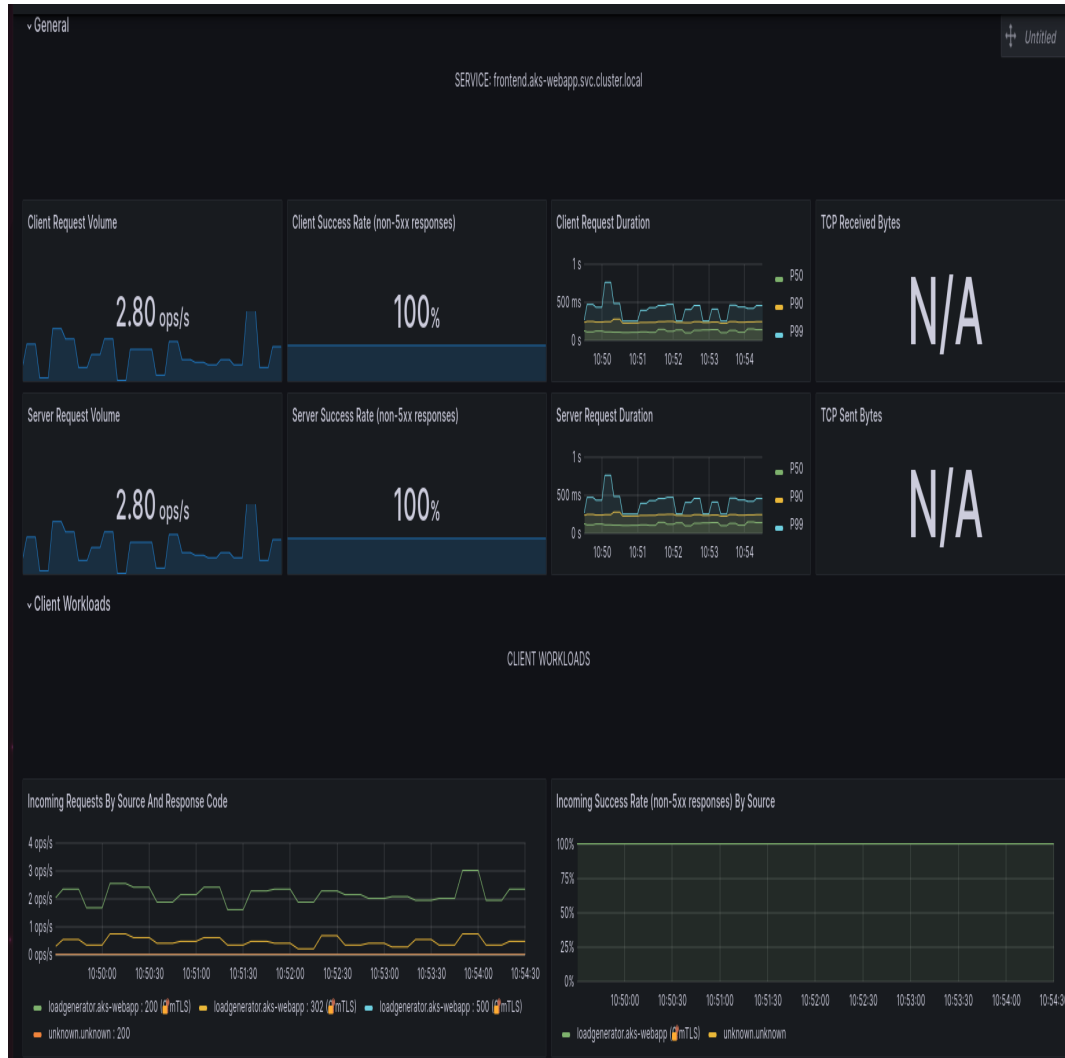 General
Untitled
SERVICE: frontend.aks-webapp.svc.cluster.local
Client Request Volume
2.80 ops/s
Client Success Rate (non-5xx responses)
100%
Client Request Duration
1 s
500 ms
0 s
10:50 10:51 10:52 10:53 10:54
P50
P90
P99
TCP Received Bytes
N/A
Server Request Volume
2.80 ops/s
Server Success Rate (non-5xx responses)
100%
Server Request Duration
1 s
500 ms
0 s
10:50 10:51 10:52 10:53 10:54
P50
P90
P99
TCP Sent Bytes
N/A
Client Workloads
CLIENT WORKLOADS
Incoming Requests By Source And Response Code
4 ops/s
3 ops/s
2 ops/s
1 ops/s
0 ops/s
10:50:00 10:50:30 10:51:00 10:51:30 10:52:00 10:52:30 10:53:00 10:53:30 10:54:00 10:54:30
loadgenerator.aks-webapp : 200 (🔐mTLS) loadgenerator.aks-webapp : 302 (🔐mTLS) loadgenerator.aks-webapp : 500 (🔐mTLS)
unknown.unknown : 200
Incoming Success Rate (non-5xx responses) By Source
100%
75%
50%
25%
0%
10:50:00 10:50:30 10:51:00 10:51:30 10:52:00 10:52:30 10:53:00 10:53:30 10:54:00 10:54:30
loadgenerator.aks-webapp (🔐mTLS) unknown.unknown